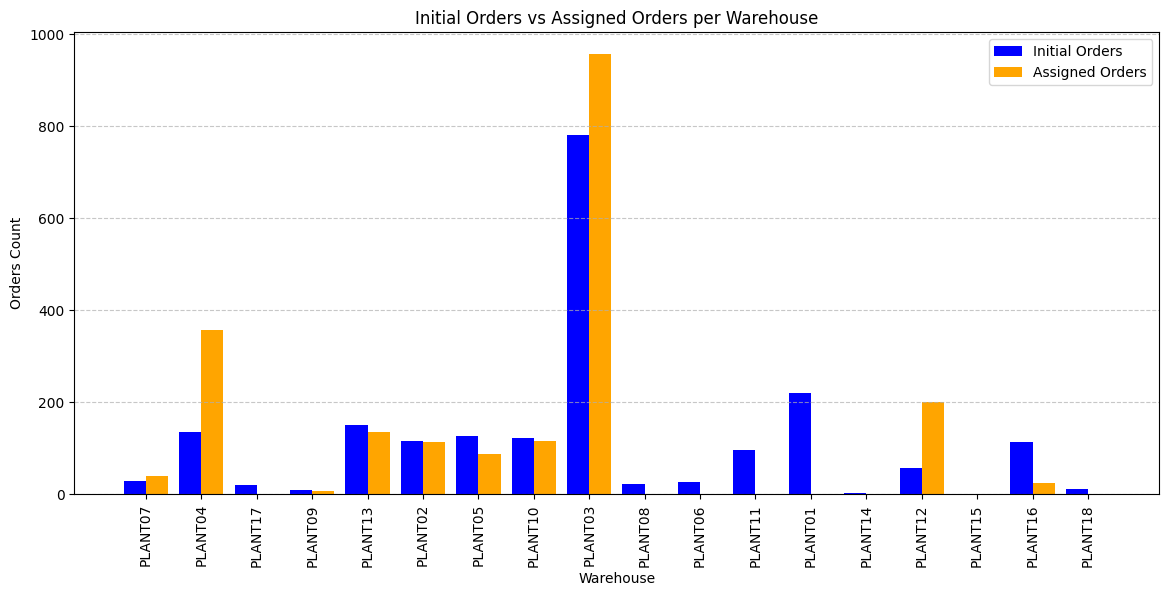 Initial Orders vs Assigned Orders per Warehouse
Initial Orders
Assigned Orders
Orders Count
1000
800
600
400
200
0
PLANT07
PLANT04
PLANT17
PLANT09
PLANT13
PLANT02
PLANT05
PLANT10
PLANT03
PLANT08
PLANT06
PLANT11
PLANT01
PLANT14
PLANT12
PLANT15
PLANT16
PLANT18
Warehouse